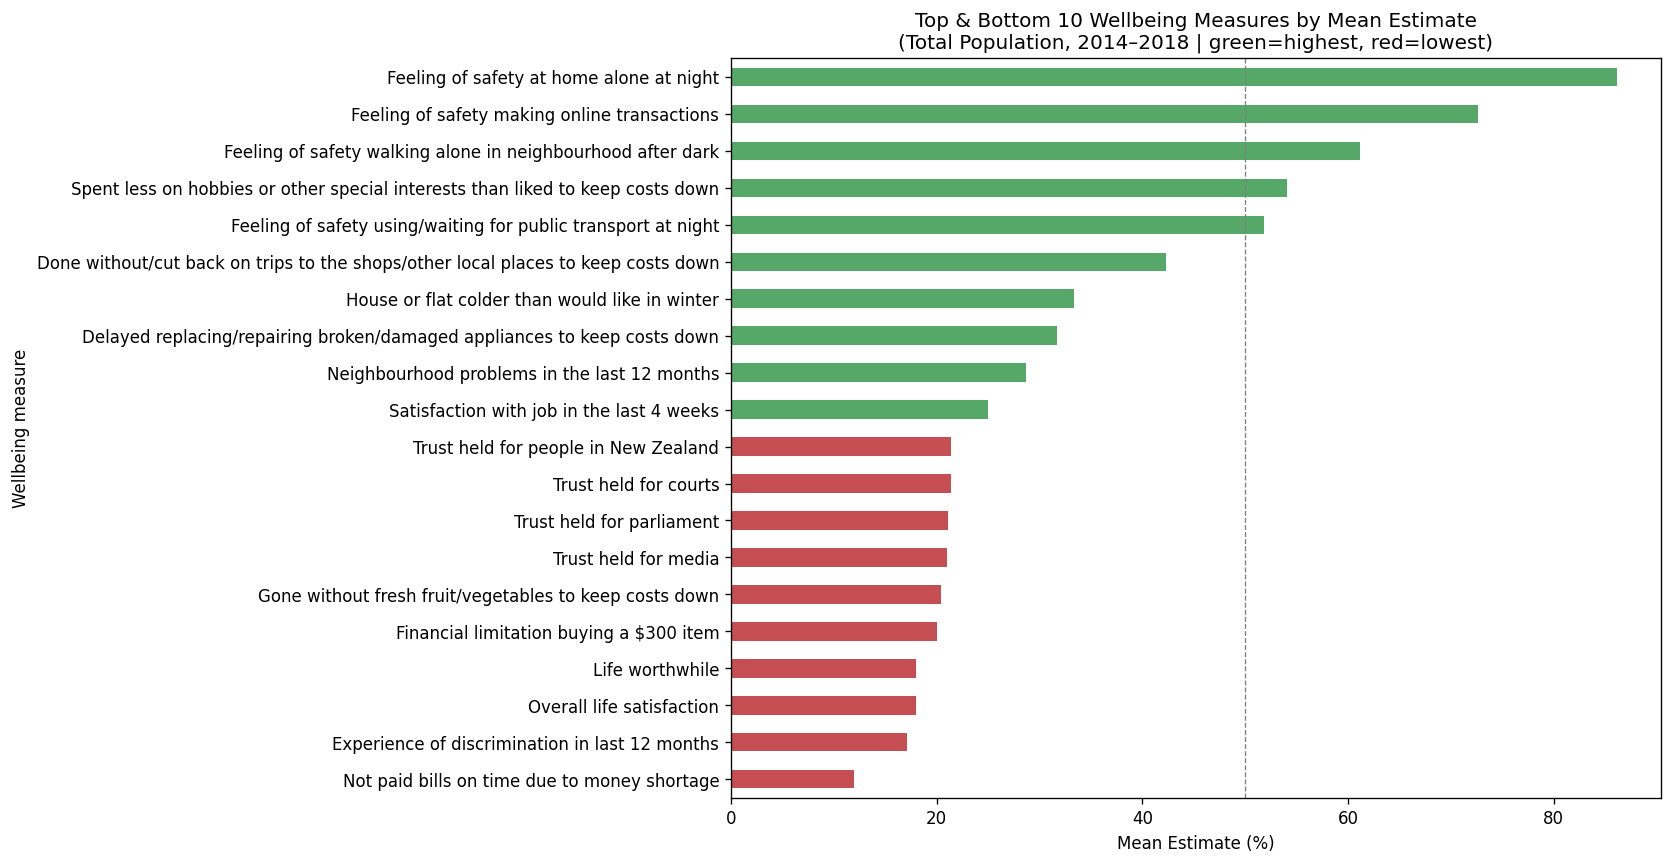 Top & Bottom 10 Wellbeing Measures by Mean Estimate
(Total Population, 2014–2018 | green=highest, red=lowest)
Wellbeing measure
Feeling of safety at home alone at night
Feeling of safety making online transactions
Feeling of safety walking alone in neighbourhood after dark
Spent less on hobbies or other special interests than liked to keep costs down
Feeling of safety using/waiting for public transport at night
Done without/cut back on trips to the shops/other local places to keep costs down
House or flat colder than would like in winter
Delayed replacing/repairing broken/damaged appliances to keep costs down
Neighbourhood problems in the last 12 months
Satisfaction with job in the last 4 weeks
Trust held for people in New Zealand
Trust held for courts
Trust held for parliament
Trust held for media
Gone without fresh fruit/vegetables to keep costs down
Financial limitation buying a $300 item
Life worthwhile
Overall life satisfaction
Experience of discrimination in last 12 months
Not paid bills on time due to money shortage
0 20 40 60 80
Mean Estimate (%)